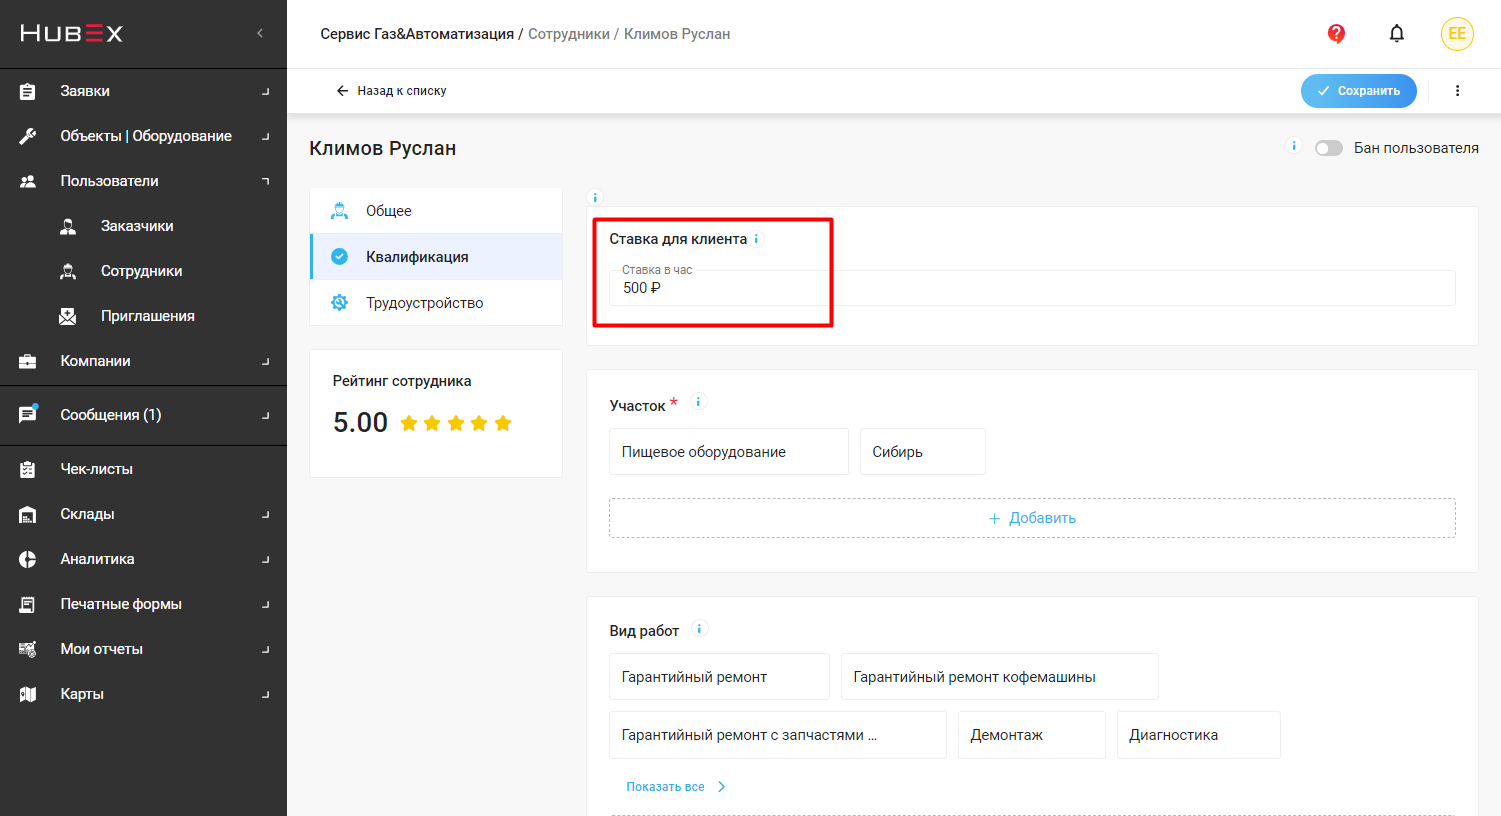 HUBEX
Сервис Газ&Автоматизация / Сотрудники / Климов Руслан
EE
Заявки
Объекты | Оборудование
Пользователи
Заказчики
Сотрудники
Приглашения
Компании
Сообщения (1)
Чек-листы
Склады
Аналитика
Печатные формы
Мои отчеты
Карты
Назад к списку
Сохранить
Климов Руслан
Бан пользователя
Общее
Квалификация
Трудоустройство
Рейтинг сотрудника
5.00
Ставка для клиента
Ставка в час
500 ₽
Участок *
Пищевое оборудование
Сибирь
+ Добавить
Вид работ
Гарантийный ремонт
Гарантийный ремонт кофемашины
Гарантийный ремонт с запчастями ...
Демонтаж
Диагностика
Показать все